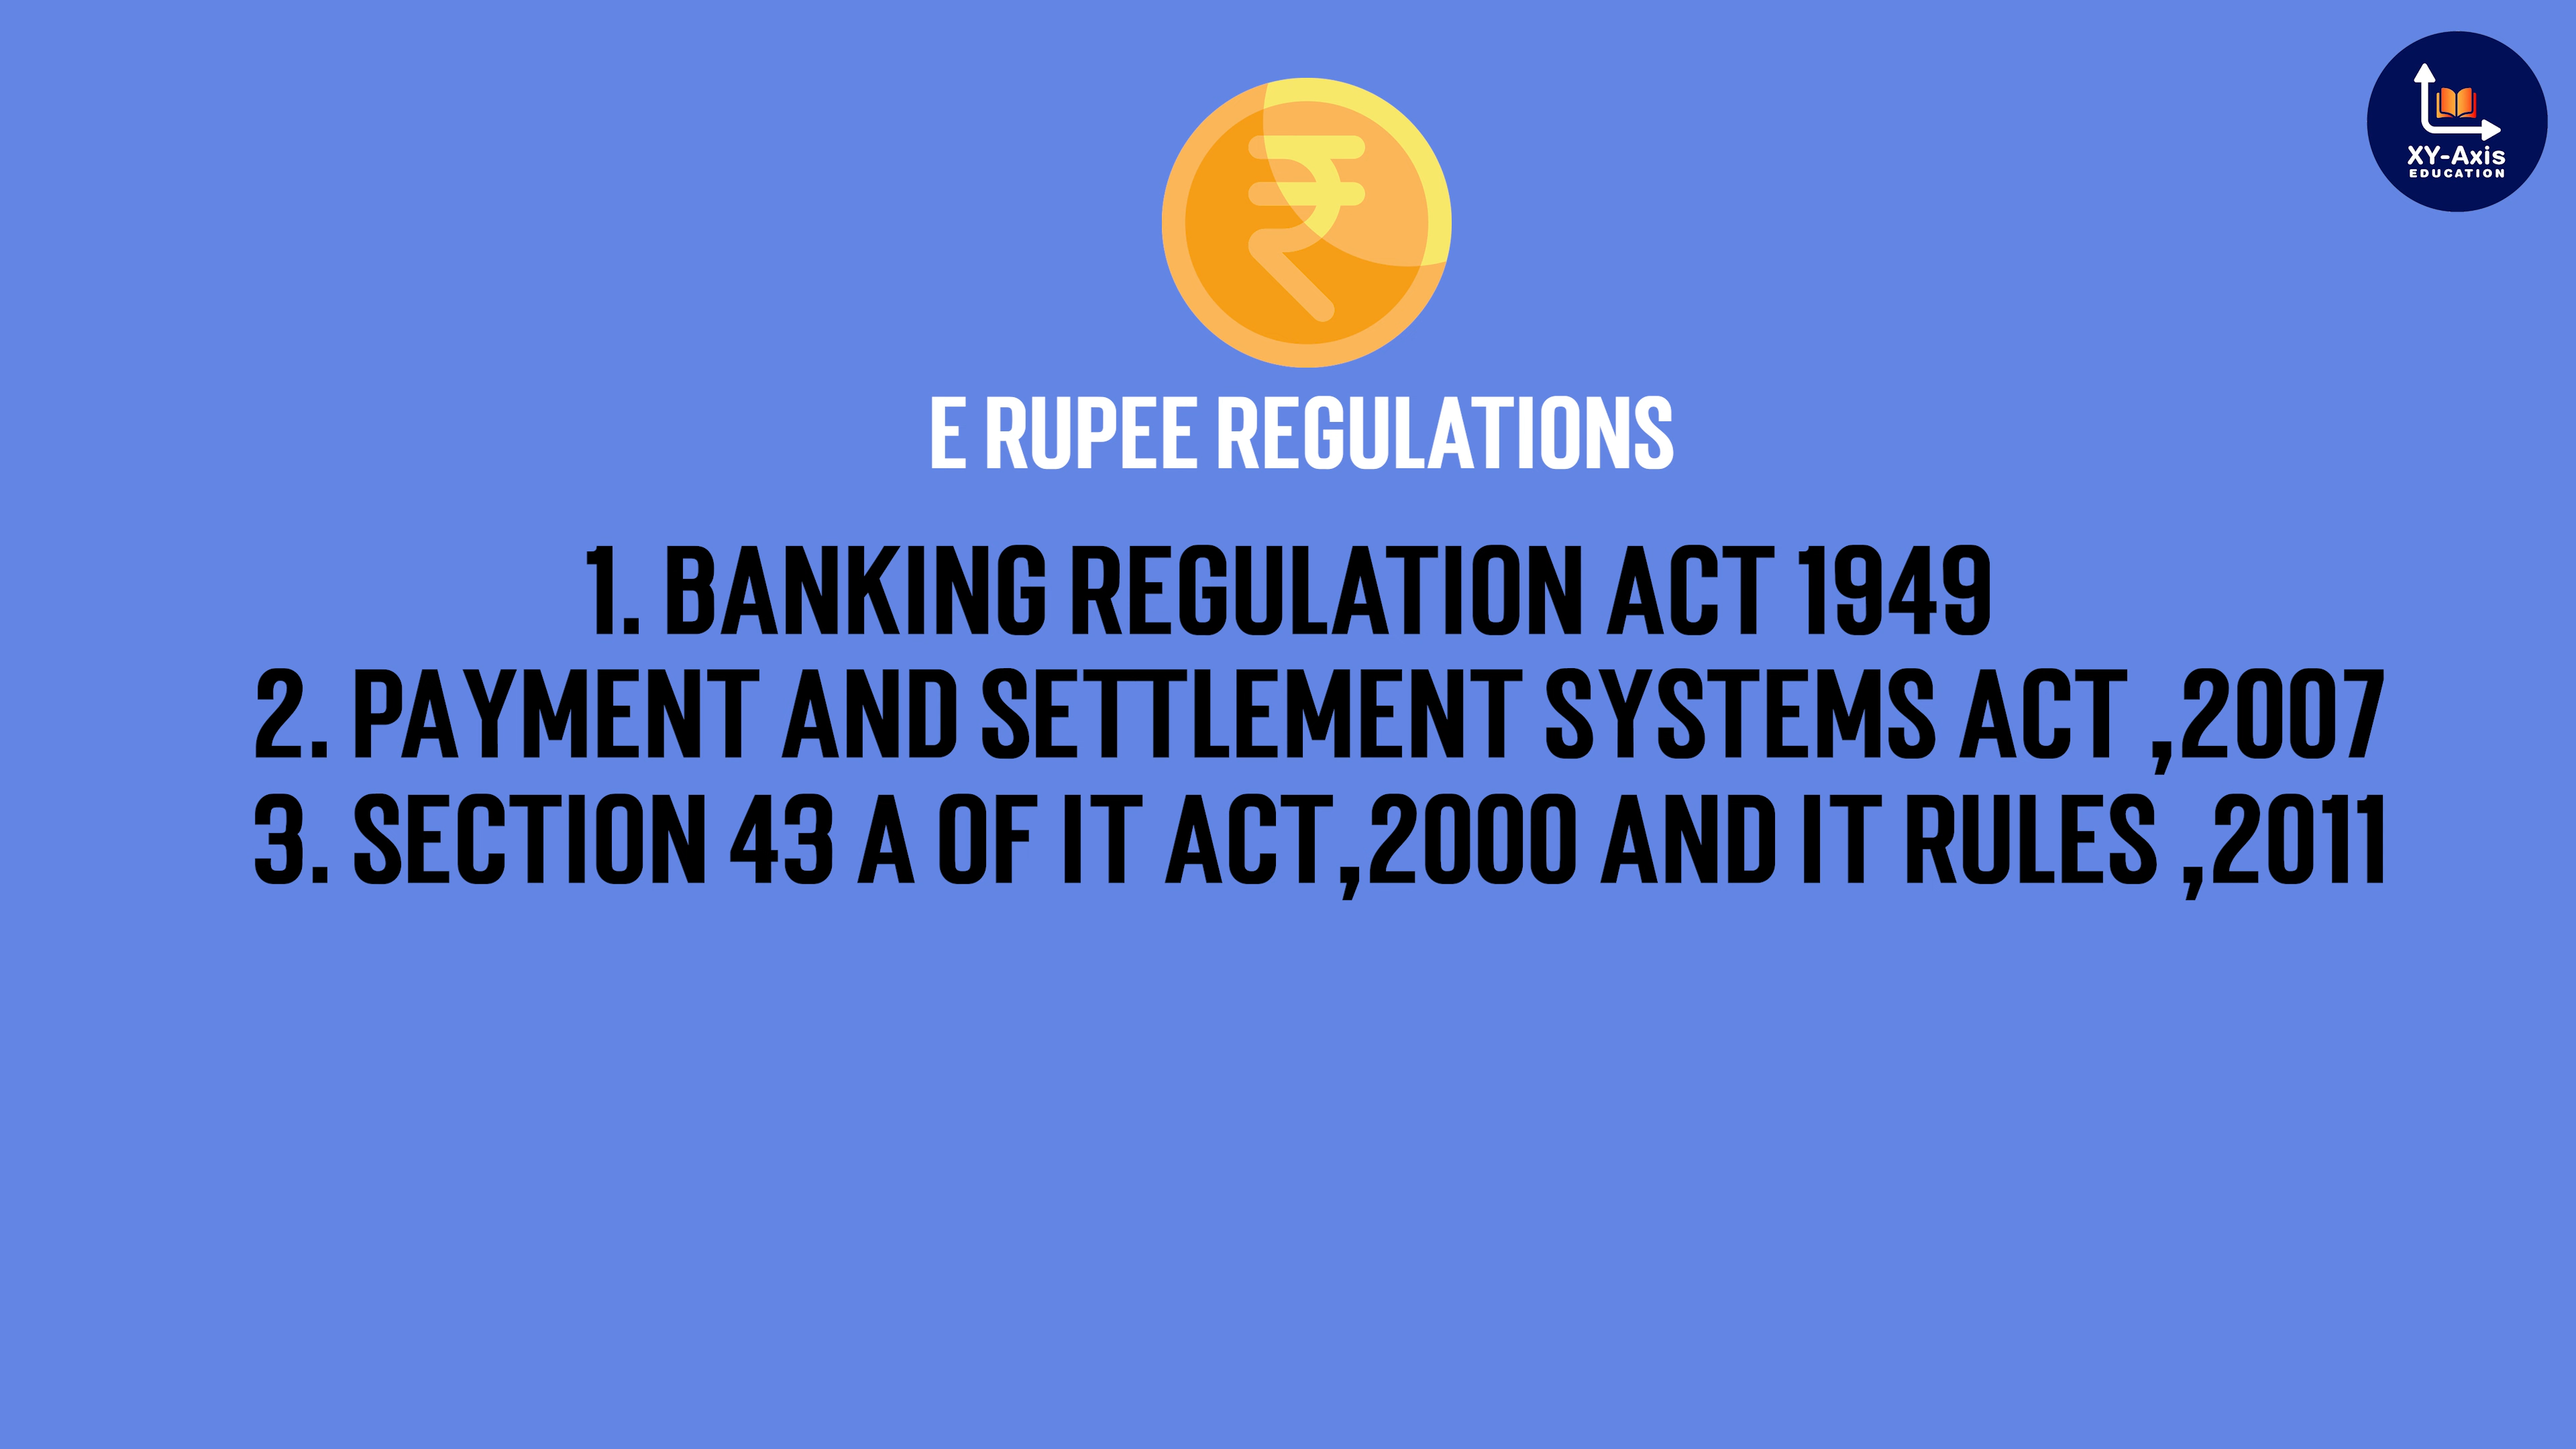 XY-Axis
EDUCATION
₹
E RUPEE REGULATIONS
1. BANKING REGULATION ACT 1949
2. PAYMENT AND SETTLEMENT SYSTEMS ACT ,2007
3. SECTION 43 A OF IT ACT,2000 AND IT RULES ,2011